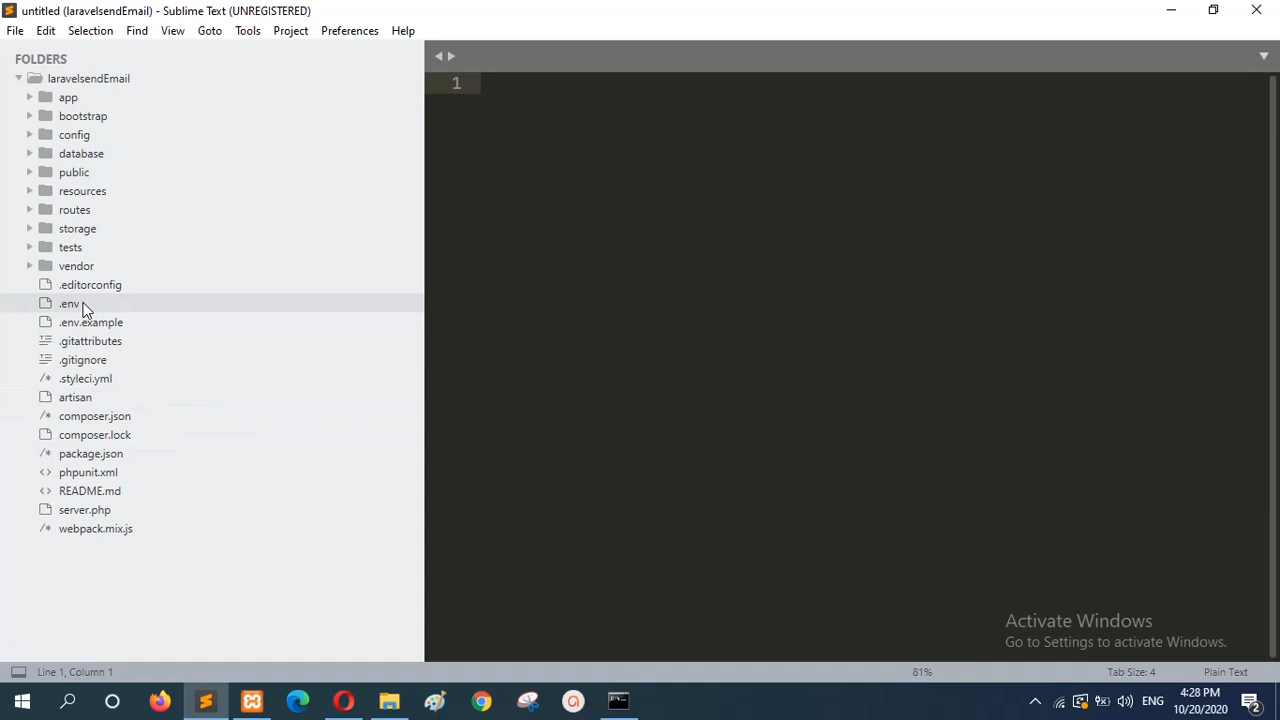 untitled (laravelsendEmail) - Sublime Text (UNREGISTERED)
File Edit Selection Find View Goto Tools Project Preferences Help
FOLDERS
laravelsendEmail
app
bootstrap
config
database
public
resources
routes
storage
tests
vendor
.editorconfig
.env
.env.example
.gitattributes
.gitignore
.styleci.yml
artisan
composer.json
composer.lock
package.json
phpunit.xml
README.md
server.php
webpack.mix.js
1
Activate Windows
Go to Settings to activate Windows.
Line 1, Column 1 81% Tab Size: 4 Plain Text
ENG 4:28 PM
10/20/2020 2